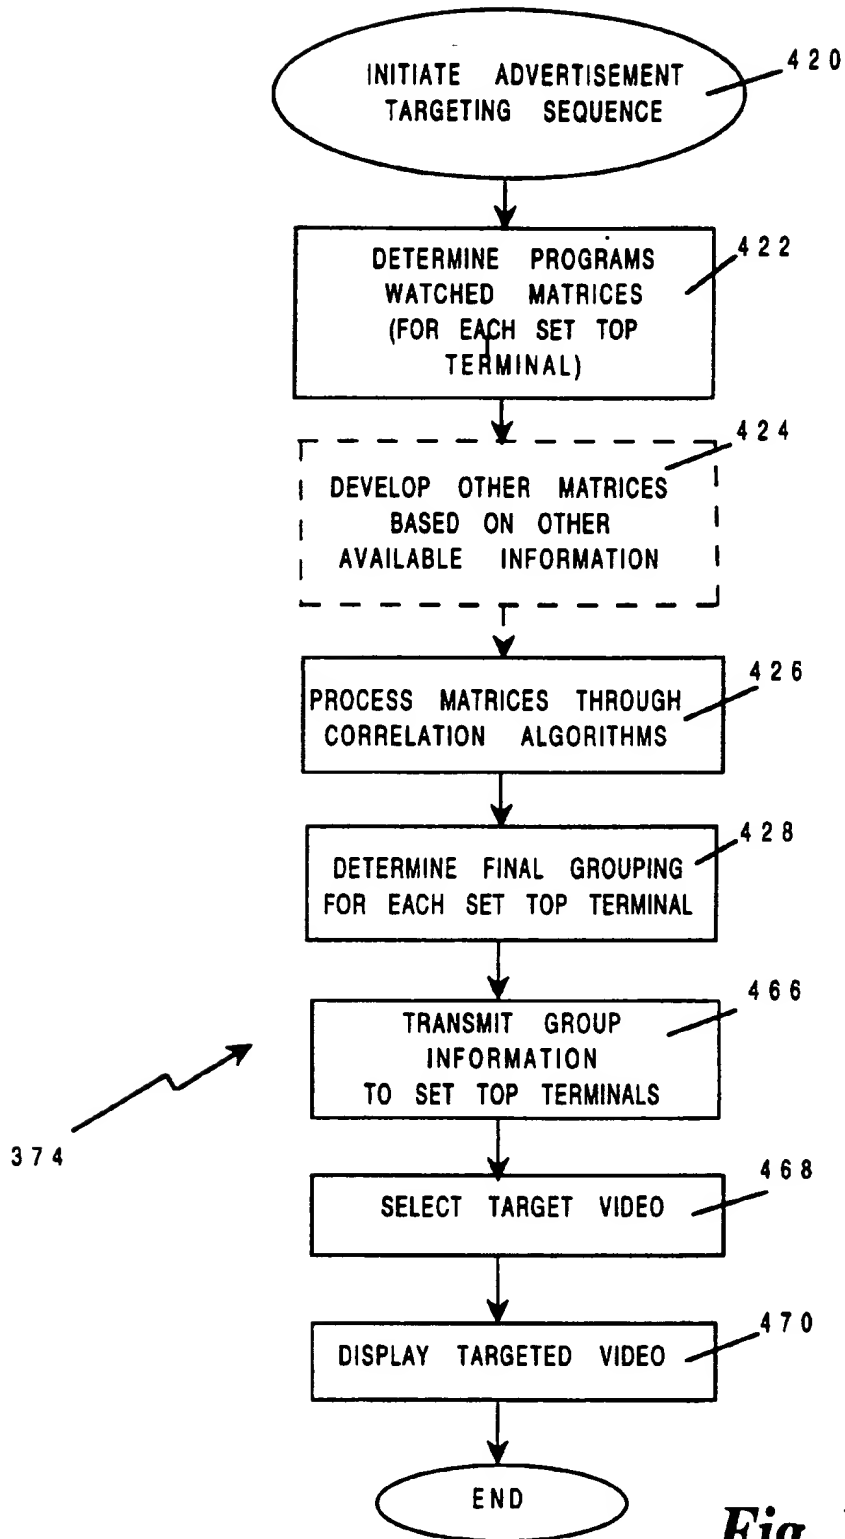 INITIATE ADVERTISEMENT
TARGETING SEQUENCE
420
DETERMINE PROGRAMS
WATCHED MATRICES
(FOR EACH SET TOP
TERMINAL)
422
DEVELOP OTHER MATRICES
BASED ON OTHER
AVAILABLE INFORMATION
424
PROCESS MATRICES THROUGH
CORRELATION ALGORITHMS
426
DETERMINE FINAL GROUPING
FOR EACH SET TOP TERMINAL
428
TRANSMIT GROUP
INFORMATION
TO SET TOP TERMINALS
466
374
SELECT TARGET VIDEO
468
DISPLAY TARGETED VIDEO
470
END
Fig